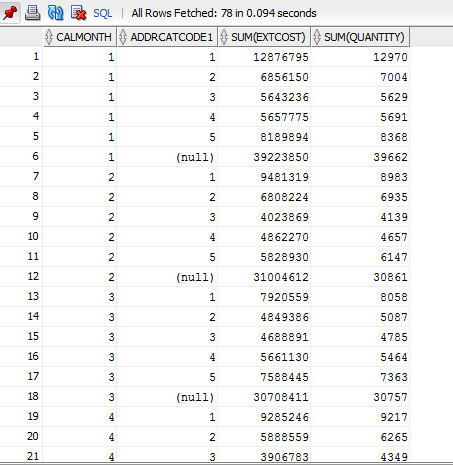 SQL | All Rows Fetched: 78 in 0.094 seconds
CALMONTH ADDRCATCODE1 SUM(EXTCOST) SUM(QUANTITY)
1 1 1 12876795 12970
2 1 2 6856150 7004
3 1 3 5643236 5629
4 1 4 5657775 5691
5 1 5 8189894 8368
6 1 (null) 39223850 39662
7 2 1 9481319 8983
8 2 2 6808224 6935
9 2 3 4023869 4139
10 2 4 4862270 4657
11 2 5 5828930 6147
12 2 (null) 31004612 30861
13 3 1 7920559 8058
14 3 2 4849386 5087
15 3 3 4688891 4785
16 3 4 5661130 5464
17 3 5 7588445 7363
18 3 (null) 30708411 30757
19 4 1 9285246 9217
20 4 2 5888559 6265
21 4 3 3906783 4349